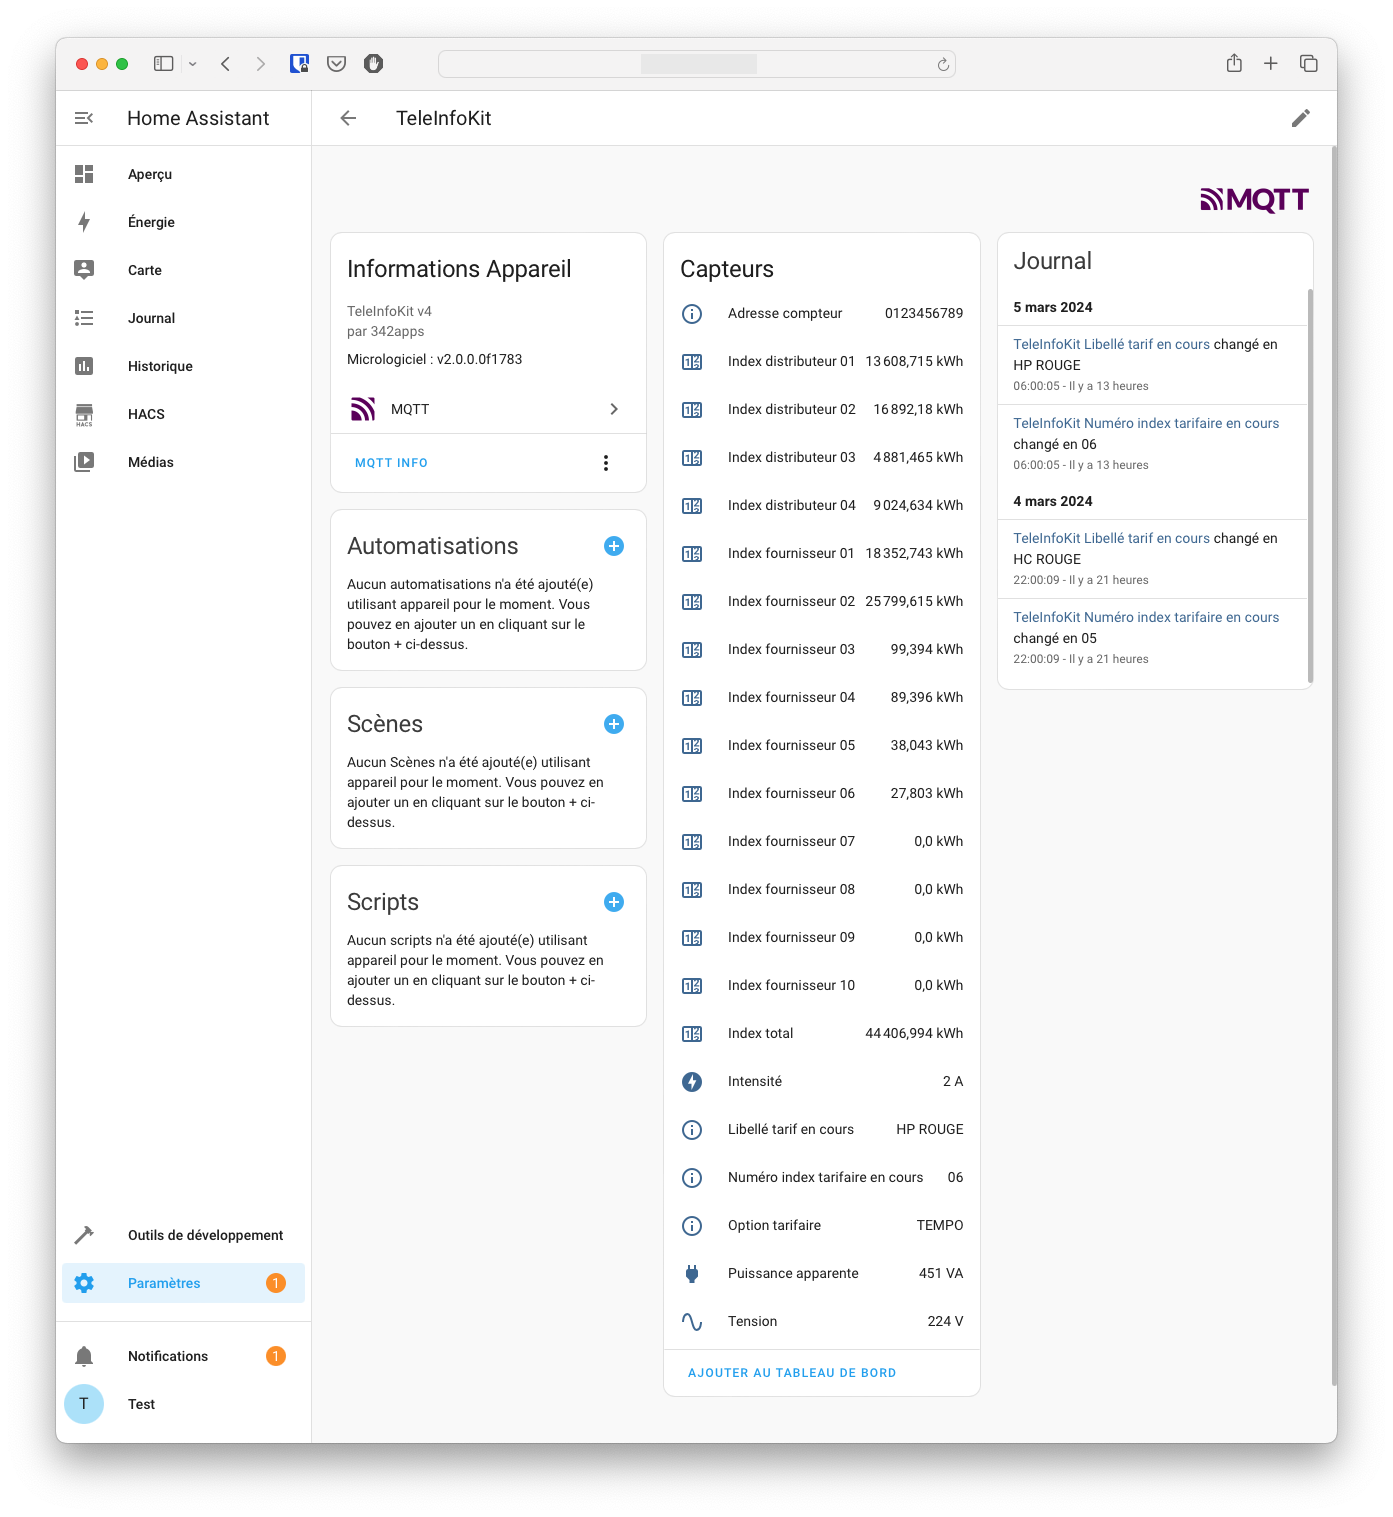 Home Assistant
TeleInfoKit
Aperçu
Énergie
Carte
Journal
Historique
HACS
HACS
Médias
Outils de développement
Paramètres 1
Notifications 1
T Test
MQTT
Informations Appareil
TeleInfoKit v4
par 342apps
Micrologiciel : v2.0.0.0f1783
MQTT
MQTT INFO
Automatisations
Aucun automatisations n'a été ajouté(e)
utilisant appareil pour le moment. Vous
pouvez en ajouter un en cliquant sur le
bouton + ci-dessus.
Scènes
Aucun Scènes n'a été ajouté(e) utilisant
appareil pour le moment. Vous pouvez en
ajouter un en cliquant sur le bouton + ci-
dessus.
Scripts
Aucun scripts n'a été ajouté(e) utilisant
appareil pour le moment. Vous pouvez en
ajouter un en cliquant sur le bouton + ci-
dessus.
Capteurs
Adresse compteur 0123456789
Index distributeur 01 13 608,715 kWh
Index distributeur 02 16 892,18 kWh
Index distributeur 03 4 881,465 kWh
Index distributeur 04 9 024,634 kWh
Index fournisseur 01 18 352,743 kWh
Index fournisseur 02 25 799,615 kWh
Index fournisseur 03 99,394 kWh
Index fournisseur 04 89,396 kWh
Index fournisseur 05 38,043 kWh
Index fournisseur 06 27,803 kWh
Index fournisseur 07 0,0 kWh
Index fournisseur 08 0,0 kWh
Index fournisseur 09 0,0 kWh
Index fournisseur 10 0,0 kWh
Index total 44 406,994 kWh
Intensité 2 A
Libellé tarif en cours HP ROUGE
Numéro index tarifaire en cours 06
Option tarifaire TEMPO
Puissance apparente 451 VA
Tension 224 V
AJOUTER AU TABLEAU DE BORD
Journal
5 mars 2024
TeleInfoKit Libellé tarif en cours changé en
HP ROUGE
06:00:05 - Il y a 13 heures
TeleInfoKit Numéro index tarifaire en cours
changé en 06
06:00:05 - Il y a 13 heures
4 mars 2024
TeleInfoKit Libellé tarif en cours changé en
HC ROUGE
22:00:09 - Il y a 21 heures
TeleInfoKit Numéro index tarifaire en cours
changé en 05
22:00:09 - Il y a 21 heures